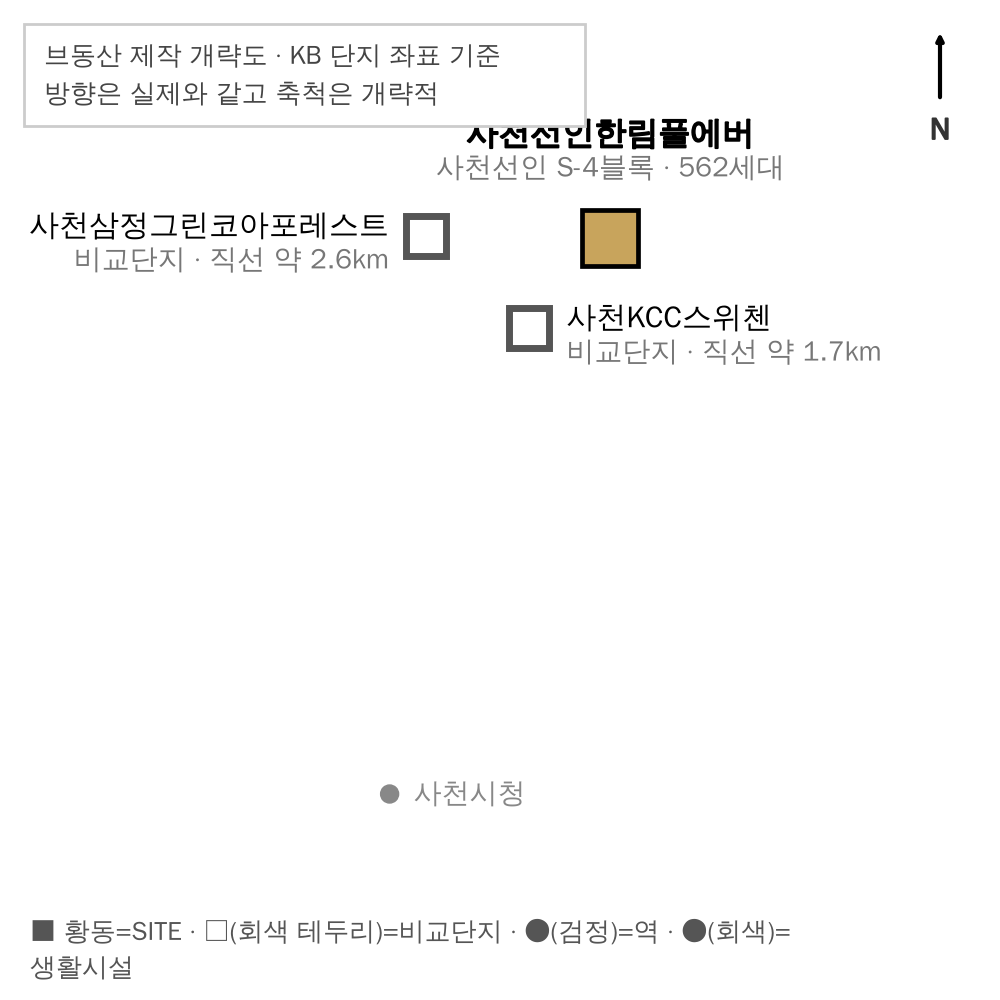 브동산 제작 개략도 · KB 단지 좌표 기준
방향은 실제와 같고 축척은 개략적
N
사천선인한림풀에버
사천선인 S-4블록 · 562세대
사천삼정그린코아포레스트
비교단지 · 직선 약 2.6km
사천KCC스위첸
비교단지 · 직선 약 1.7km
사천시청
■ 황동=SITE · □(회색 테두리)=비교단지 · ●(검정)=역 · ●(회색)=
생활시설